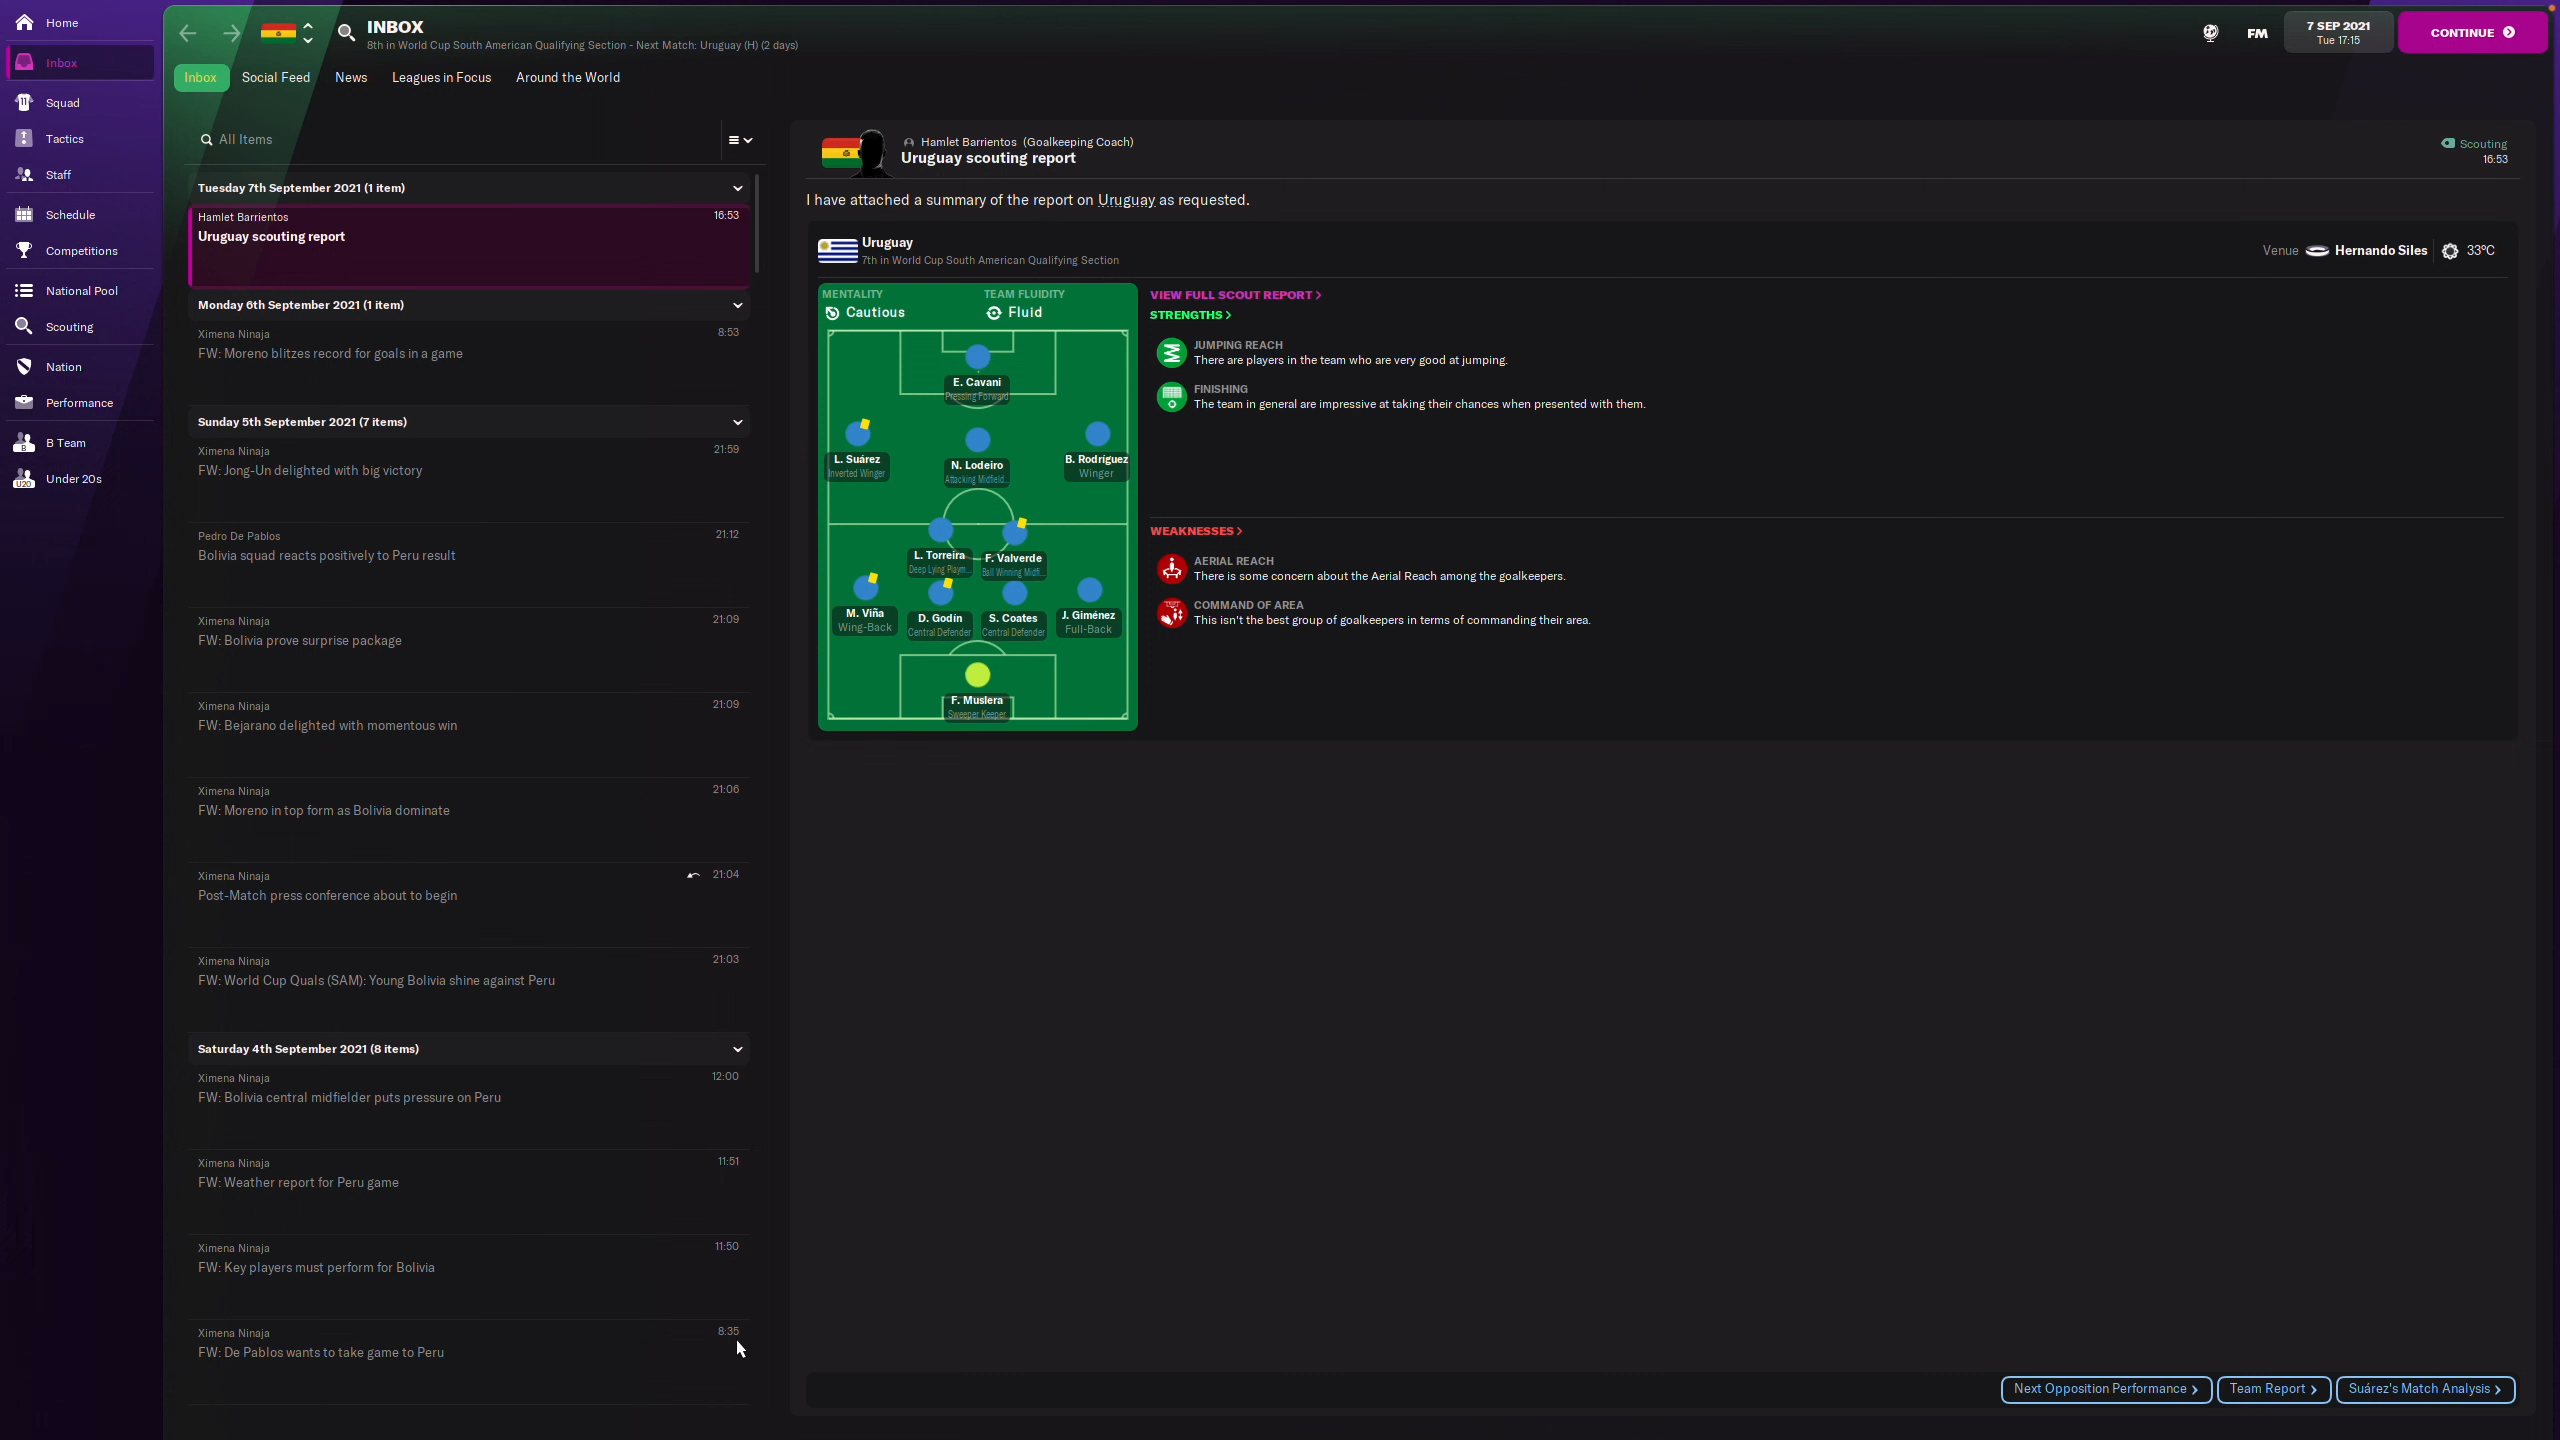 Home
Inbox
Squad
Tactics
Staff
Schedule
Competitions
National Pool
Scouting
Nation
Performance
B
B Team
U20
Under 20s
INBOX
8th in World Cup South American Qualifying Section - Next Match: Uruguay (H) (2 days)
FM
7 SEP 2021
Tue 17:15
CONTINUE
Inbox
Social Feed
News
Leagues in Focus
Around the World
All Items
Tuesday 7th September 2021 (1 item)
Hamlet Barrientos
16:53
Uruguay scouting report
Monday 6th September 2021 (1 item)
Ximena Ninaja
8:53
FW: Moreno blitzes record for goals in a game
Sunday 5th September 2021 (7 items)
Ximena Ninaja
21:59
FW: Jong-Un delighted with big victory
Pedro De Pablos
21:12
Bolivia squad reacts positively to Peru result
Ximena Ninaja
21:09
FW: Bolivia prove surprise package
Ximena Ninaja
21:09
FW: Bejarano delighted with momentous win
Ximena Ninaja
21:06
FW: Moreno in top form as Bolivia dominate
Ximena Ninaja
21:04
Post-Match press conference about to begin
Ximena Ninaja
21:03
FW: World Cup Quals (SAM): Young Bolivia shine against Peru
Saturday 4th September 2021 (8 items)
Ximena Ninaja
12:00
FW: Bolivia central midfielder puts pressure on Peru
Ximena Ninaja
11:51
FW: Weather report for Peru game
Ximena Ninaja
11:50
FW: Key players must perform for Bolivia
Ximena Ninaja
8:35
FW: De Pablos wants to take game to Peru
Hamlet Barrientos (Goalkeeping Coach)
Uruguay scouting report
Scouting
16:53
I have attached a summary of the report on Uruguay as requested.
Uruguay
7th in World Cup South American Qualifying Section
Venue
Hernando Siles
33°C
MENTALITY
Cautious
TEAM FLUIDITY
Fluid
E. Cavani
Pressing Forward
L. Suárez
Inverted Winger
N. Lodeiro
Attacking Midfield...
B. Rodríguez
Winger
L. Torreira
Deep Lying Playm...
F. Valverde
Ball Winning Midfi...
M. Viña
Wing-Back
D. Godín
Central Defender
S. Coates
Central Defender
J. Giménez
Full-Back
F. Muslera
Sweeper Keeper
VIEW FULL SCOUT REPORT
STRENGTHS
JUMPING REACH
There are players in the team who are very good at jumping.
FINISHING
The team in general are impressive at taking their chances when presented with them.
WEAKNESSES
AERIAL REACH
There is some concern about the Aerial Reach among the goalkeepers.
COMMAND OF AREA
This isn't the best group of goalkeepers in terms of commanding their area.
Next Opposition Performance
Team Report
Suárez's Match Analysis